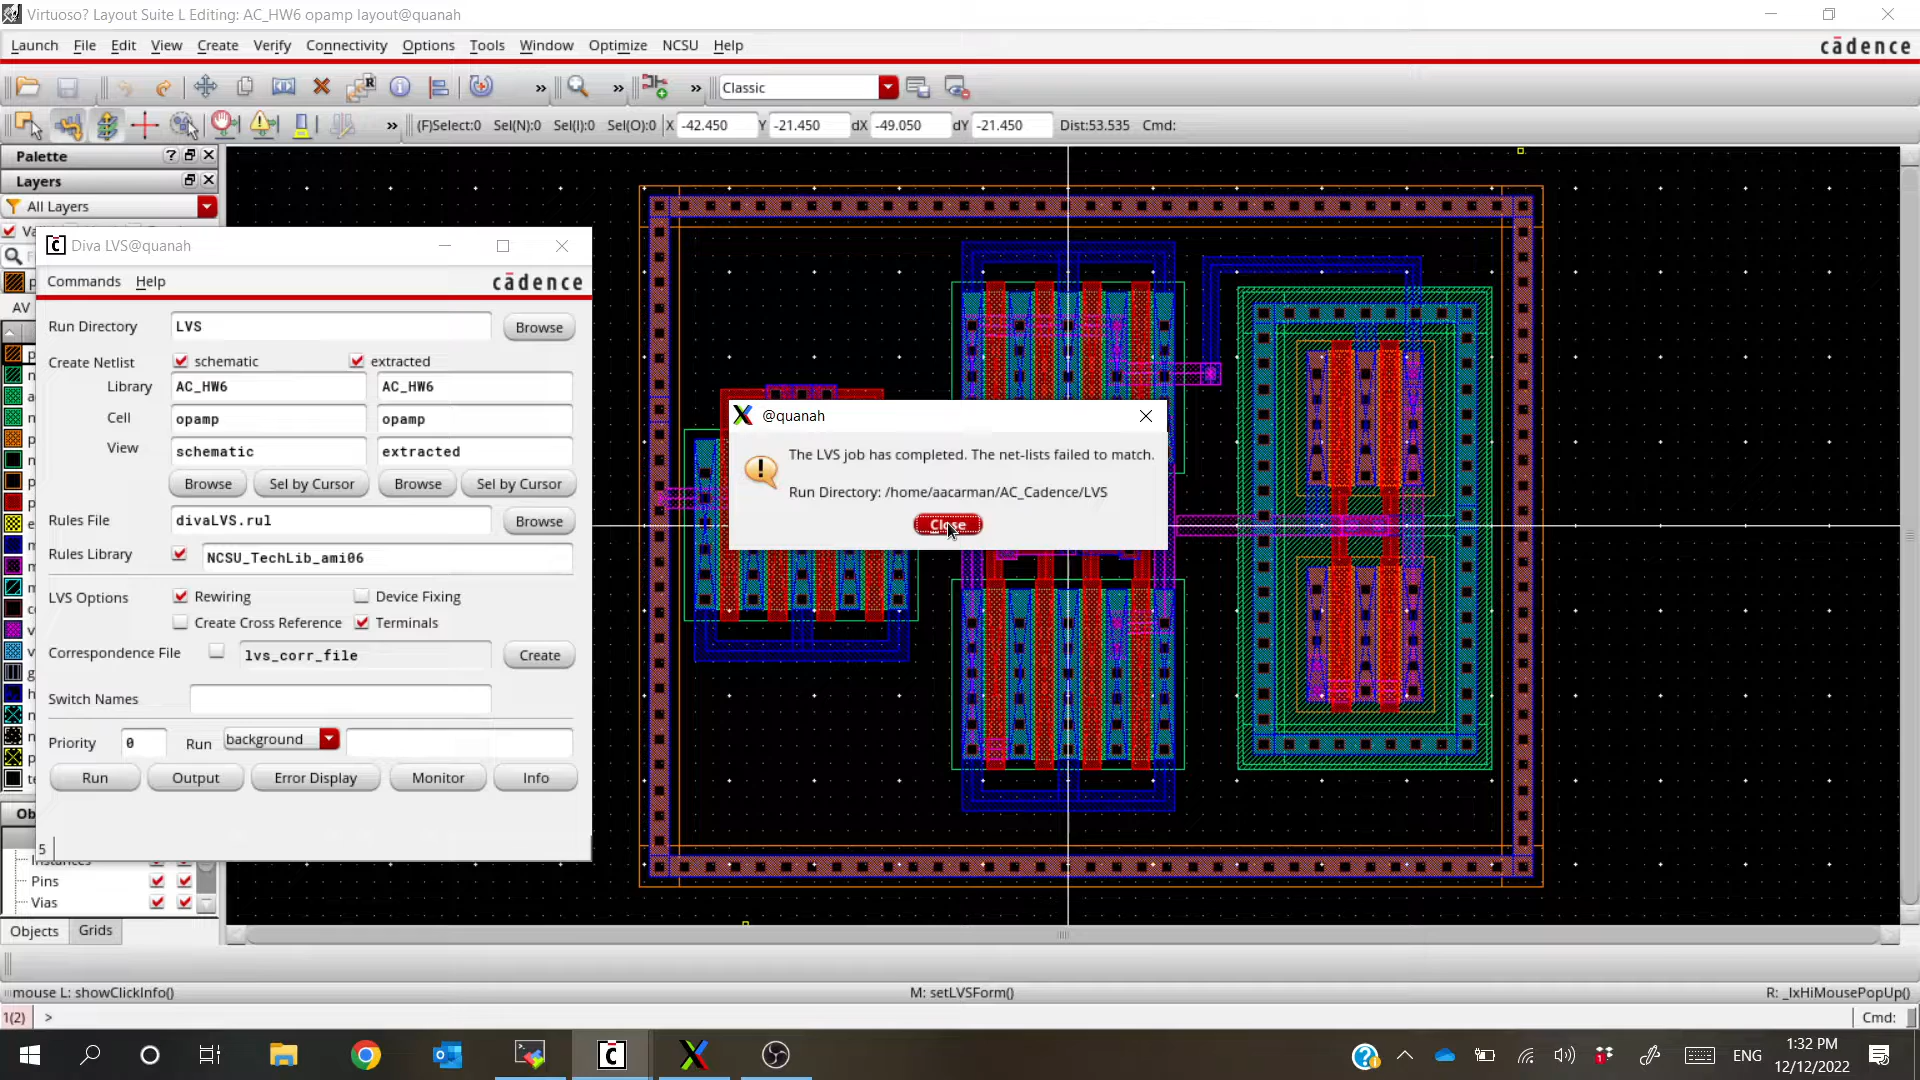 Virtuoso? Layout Suite L Editing: AC_HW6 opamp layout@quanah
Launch File Edit View Create Verify Connectivity Options Tools Window Optimize NCSU Help
cādence
Classic
(F)Select:0 Sel(N):0 Sel(I):0 Sel(O):0 X -42.450 Y -21.450 dX -49.050 dY -21.450 Dist:53.535 Cmd:
Palette
Layers
All Layers
AV
Diva LVS@quanah
Commands Help
cādence
Run Directory LVS Browse
Create Netlist schematic extracted
Library AC_HW6 AC_HW6
Cell opamp opamp
View schematic extracted
Browse Sel by Cursor Browse Sel by Cursor
Rules File divaLVS.rul Browse
Rules Library NCSU_TechLib_ami06
LVS Options Rewiring Device Fixing
Create Cross Reference Terminals
Correspondence File lvs_corr_file Create
Switch Names
Priority 0 Run background
Run Output Error Display Monitor Info
5
@quanah
The LVS job has completed. The net-lists failed to match.
Run Directory: /home/aacarman/AC_Cadence/LVS
Close
Pins
Vias
Objects Grids
mouse L: showClickInfo() M: setLVSForm() R: _lxHiMousePopUp()
1(2) > Cmd:
ENG
1:32 PM
12/12/2022